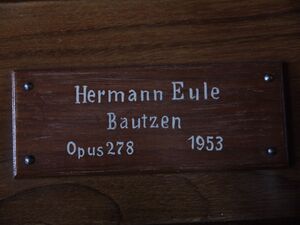 Hermann Eule
Bautzen
Opus 278 1953